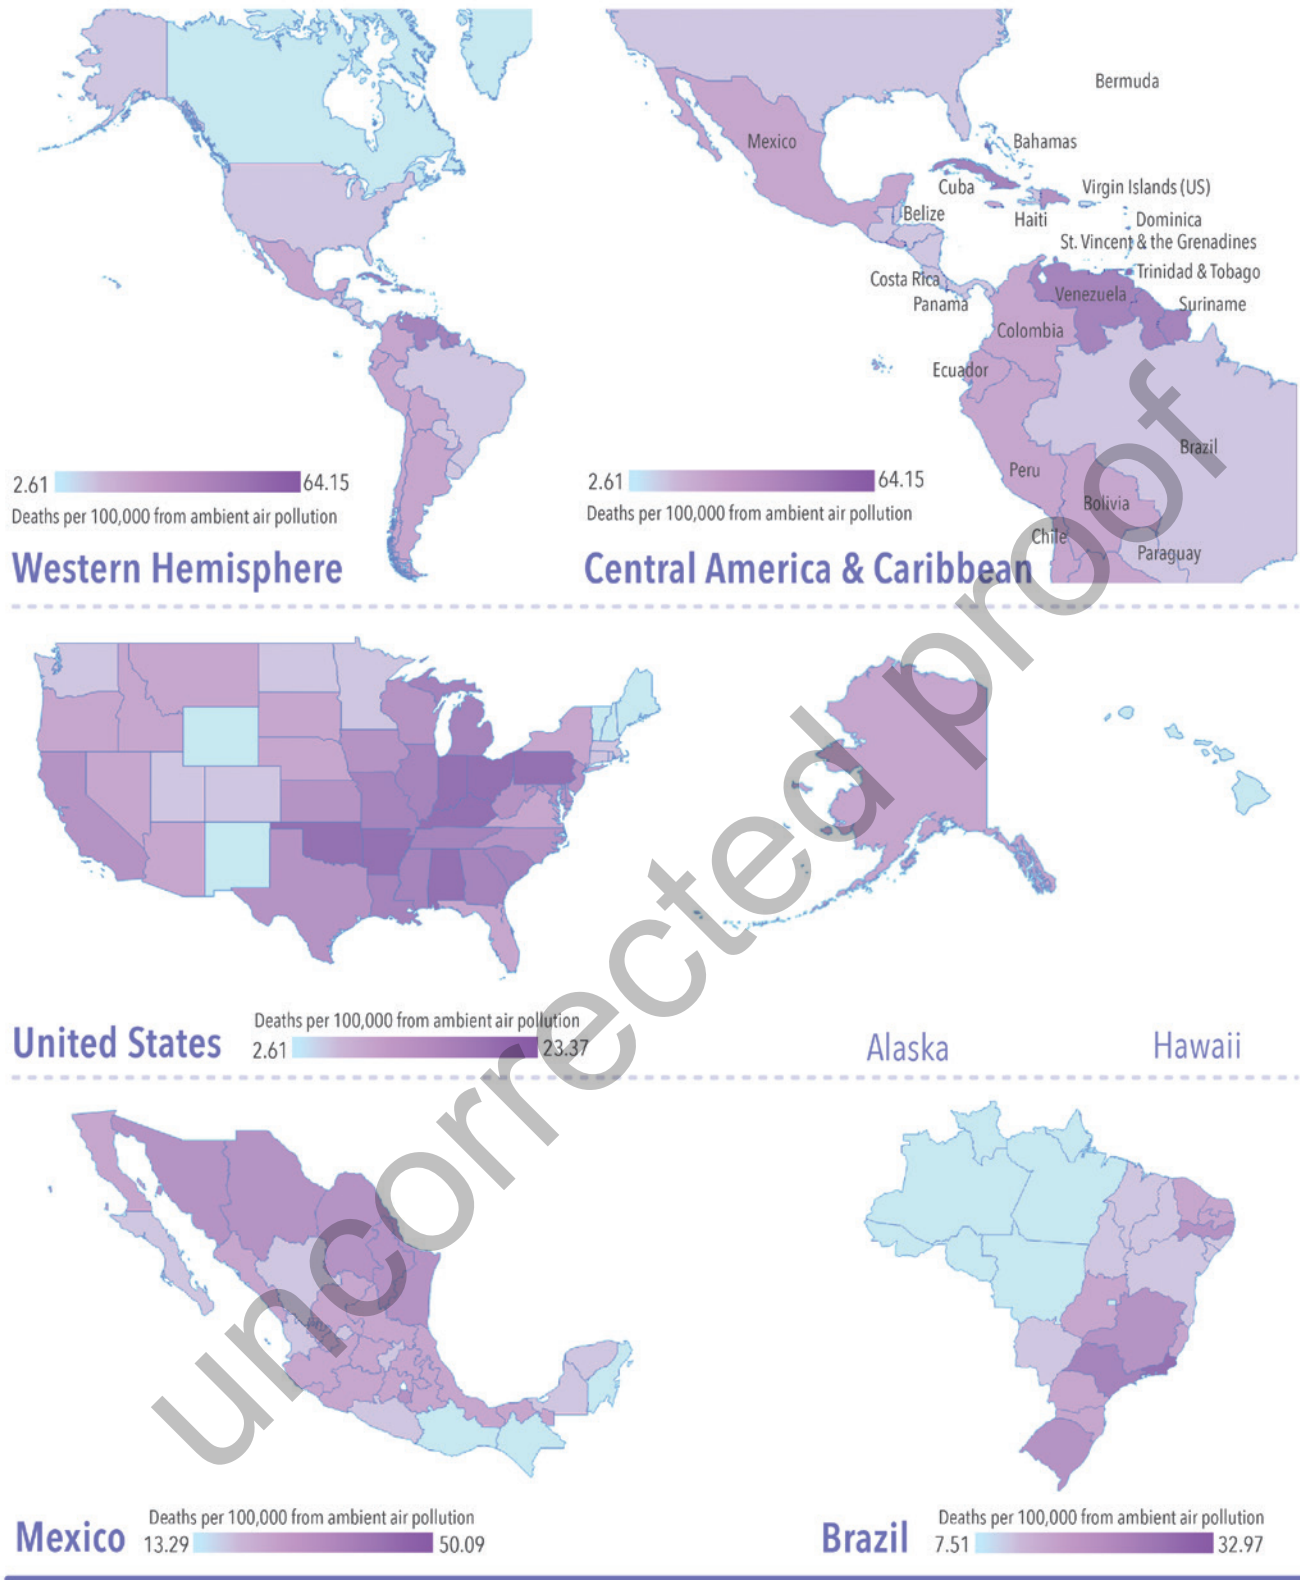 Bermuda
Mexico
Bahamas
Cuba
Virgin Islands (US)
Belize
Haiti
Dominica
St. Vincent & the Grenadines
Costa Rica
Trinidad & Tobago
Panama
Venezuela
Suriname
Colombia
Ecuador
Brazil
Peru
Bolivia
Chile
Paraguay
2.61 64.15
Deaths per 100,000 from ambient air pollution
Western Hemisphere
2.61 64.15
Deaths per 100,000 from ambient air pollution
Central America & Caribbean
United States
Deaths per 100,000 from ambient air pollution
2.61 23.37
Alaska
Hawaii
Mexico
Deaths per 100,000 from ambient air pollution
13.29 50.09
Brazil
Deaths per 100,000 from ambient air pollution
7.51 32.97
uncorrected proof